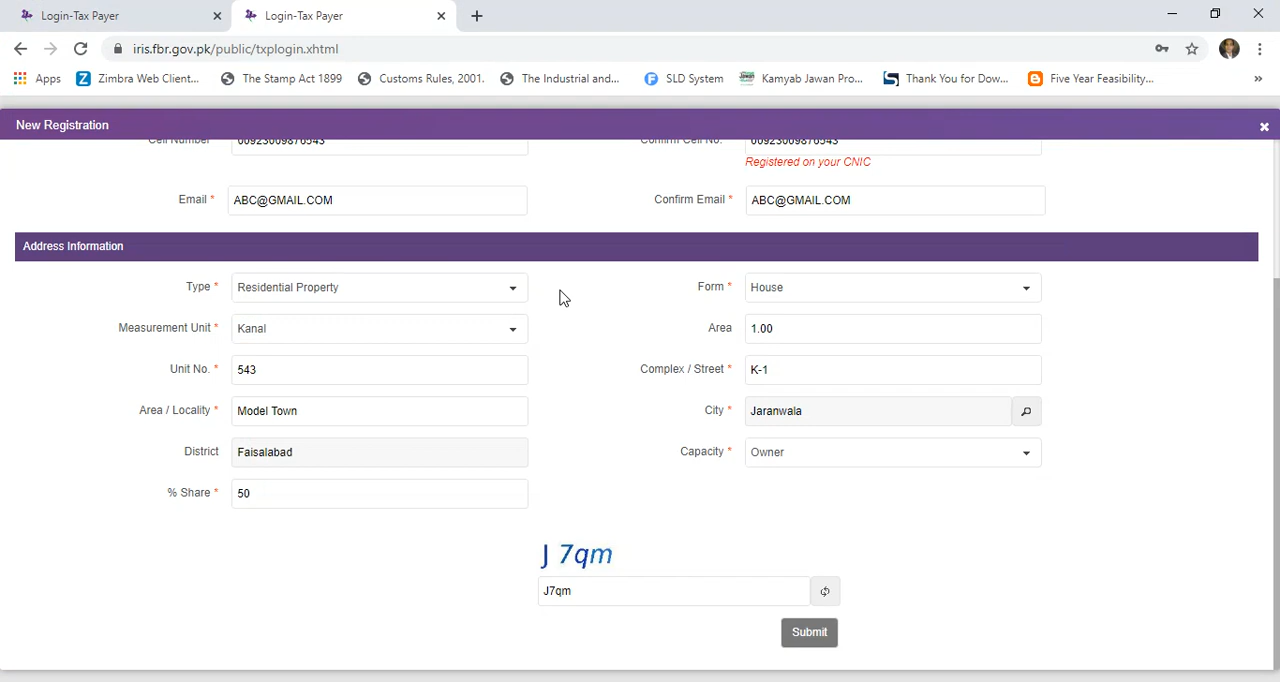 Login-Tax Payer Login-Tax Payer
iris.fbr.gov.pk/public/txplogin.xhtml
Apps Zimbra Web Client... The Stamp Act 1899 Customs Rules, 2001. The Industrial and... SLD System Kamyab Jawan Pro... Thank You for Dow... Five Year Feasibility... »
New Registration
Cell Number 00923009876543 Confirm Cell No. 00923009876543
Registered on your CNIC
Email * ABC@GMAIL.COM Confirm Email * ABC@GMAIL.COM
Address Information
Type * Residential Property Form * House
Measurement Unit * Kanal Area 1.00
Unit No. * 543 Complex / Street * K-1
Area / Locality * Model Town City * Jaranwala
District Faisalabad Capacity * Owner
% Share * 50
J 7qm
J7qm
Submit